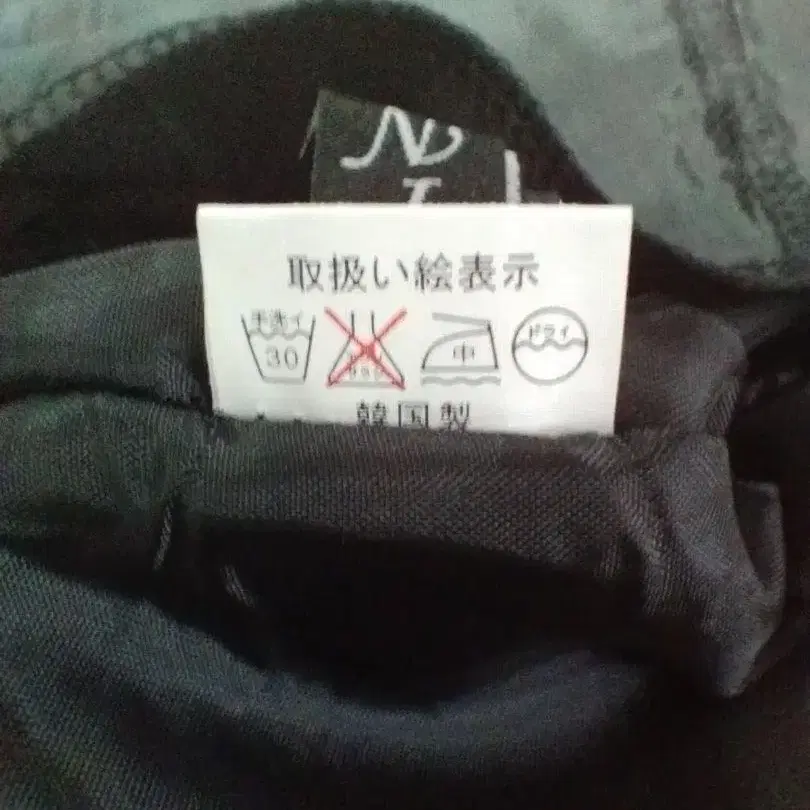 取扱い絵表示
手洗イ 30 中 ドライ
韓国製